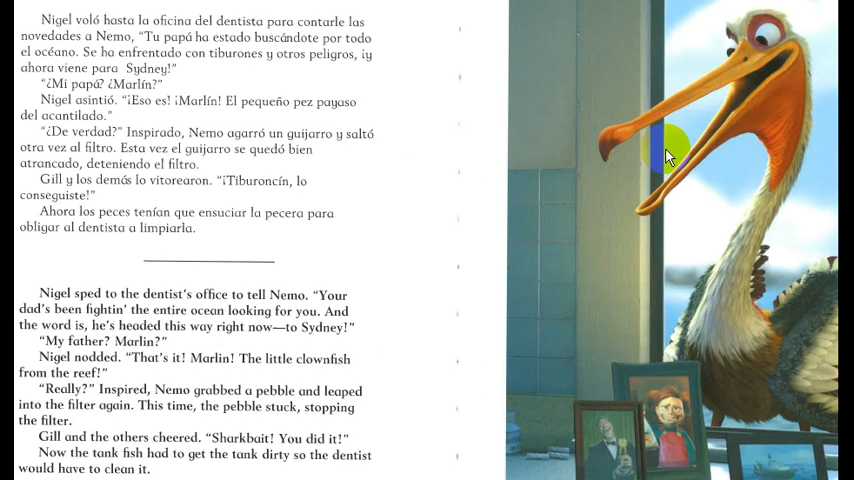 Nigel voló hasta la oficina del dentista para contarle las
novedades a Nemo, “Tu papá ha estado buscándote por todo
el océano. Se ha enfrentado con tiburones y otros peligros, ¡y
ahora viene para Sydney!”
“¿Mi papá? ¿Marlín?”
Nigel asintió. “¡Eso es! ¡Marlín! El pequeño pez payaso
del acantilado.”
“¿De verdad?” Inspirado, Nemo agarró un guijarro y saltó
otra vez al filtro. Esta vez el guijarro se quedó bien
atrancado, deteniendo el filtro.
Gill y los demás lo vitorearon. “¡Tiburoncín, lo
conseguiste!”
Ahora los peces tenían que ensuciar la pecera para
obligar al dentista a limpiarla.
Nigel sped to the dentist’s office to tell Nemo. “Your
dad’s been fightin’ the entire ocean looking for you. And
the word is, he’s headed this way right now—to Sydney!”
“My father? Marlin?”
Nigel nodded. “That’s it! Marlin! The little clownfish
from the reef!”
“Really?” Inspired, Nemo grabbed a pebble and leaped
into the filter again. This time, the pebble stuck, stopping
the filter.
Gill and the others cheered. “Sharkbait! You did it!”
Now the tank fish had to get the tank dirty so the dentist
would have to clean it.